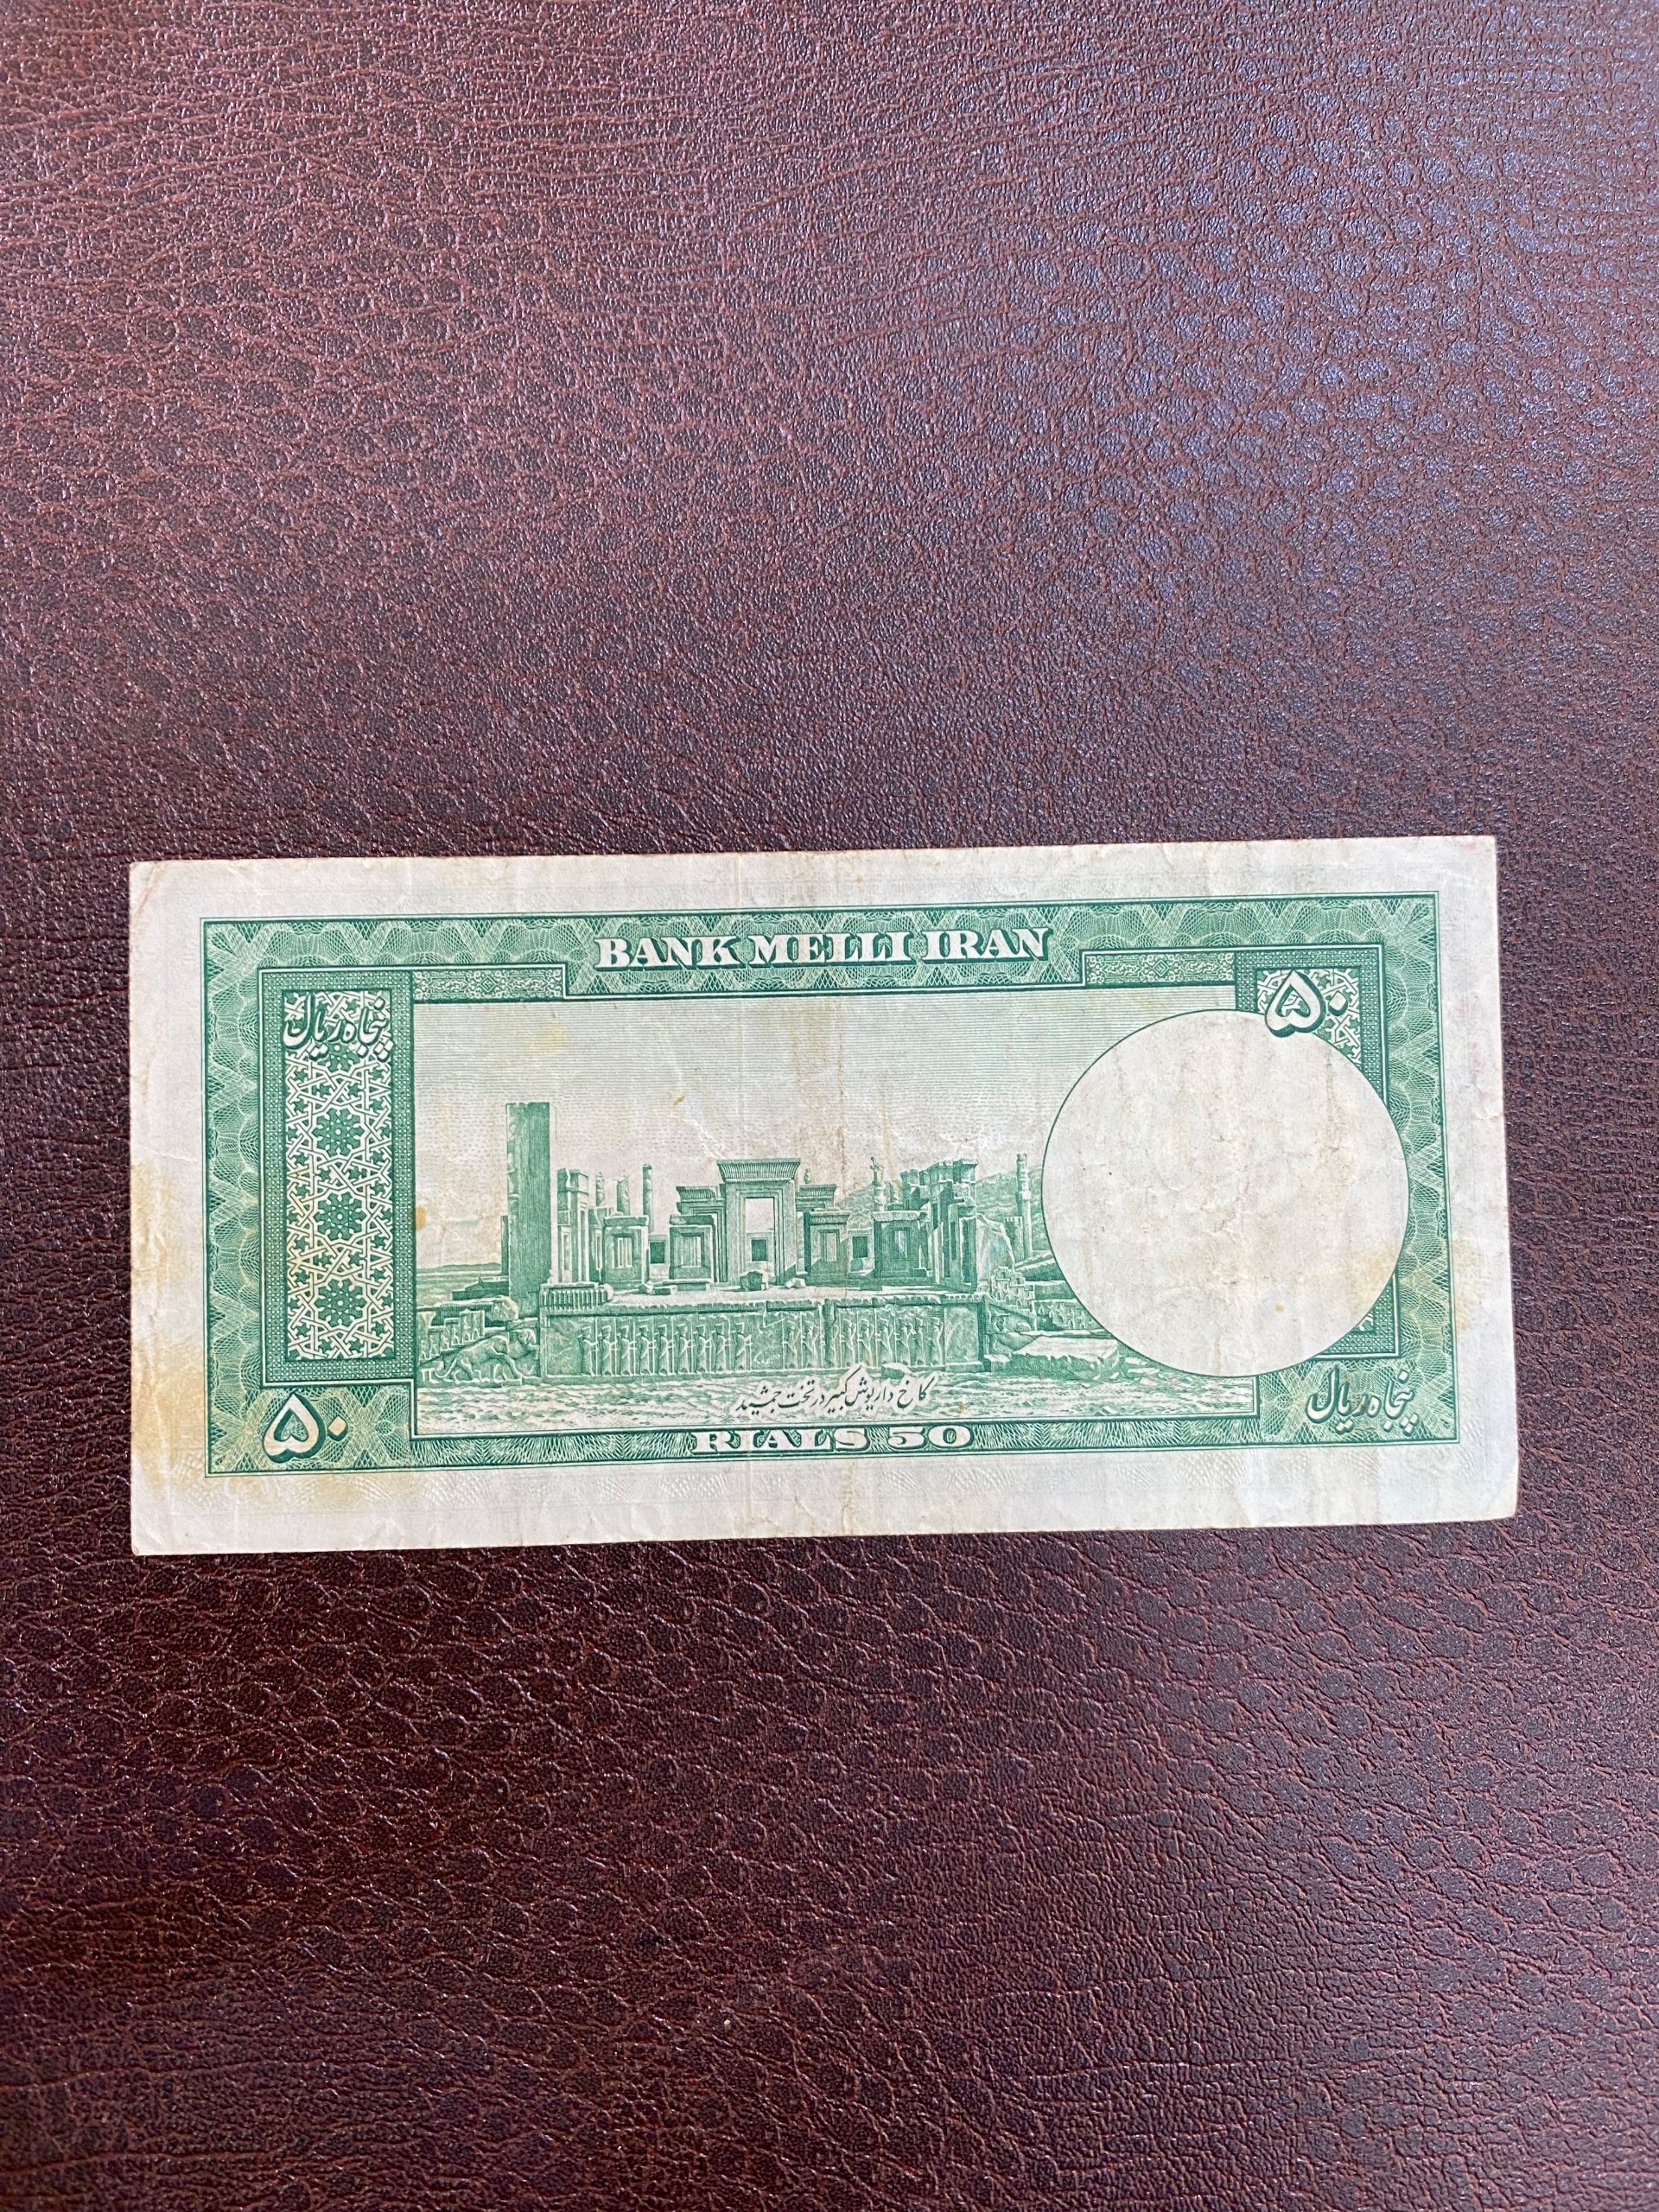 BANK MELLI IRAN
پنجاه ریال
۵۰
کاخ داریوش کبیر در تخت جمشید
۵۰
RIALS 50
پنجاه ریال